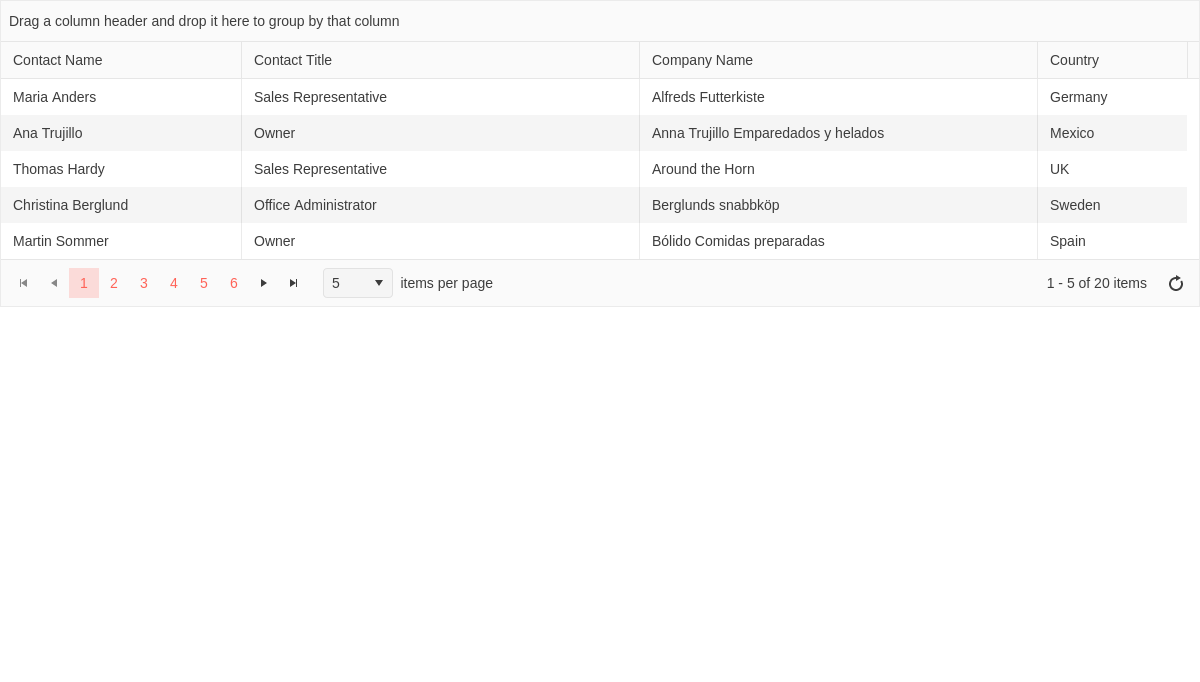 Drag a column header and drop it here to group by that column
Contact Name Contact Title Company Name Country
Maria Anders Sales Representative Alfreds Futterkiste Germany
Ana Trujillo Owner Anna Trujillo Emparedados y helados Mexico
Thomas Hardy Sales Representative Around the Horn UK
Christina Berglund Office Administrator Berglunds snabbköp Sweden
Martin Sommer Owner Bólido Comidas preparadas Spain
1 2 3 4 5 6 5 items per page 1 - 5 of 20 items